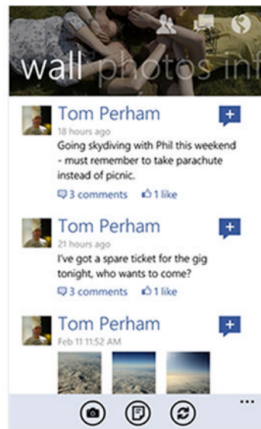 wall photos inf
Tom Perham
18 hours ago
Going skydiving with Phil this weekend
- must remember to take parachute
instead of picnic.
3 comments 1 like
Tom Perham
21 hours ago
I've got a spare ticket for the gig
tonight, who wants to come?
3 comments 1 like
Tom Perham
Feb 11 11:52 AM